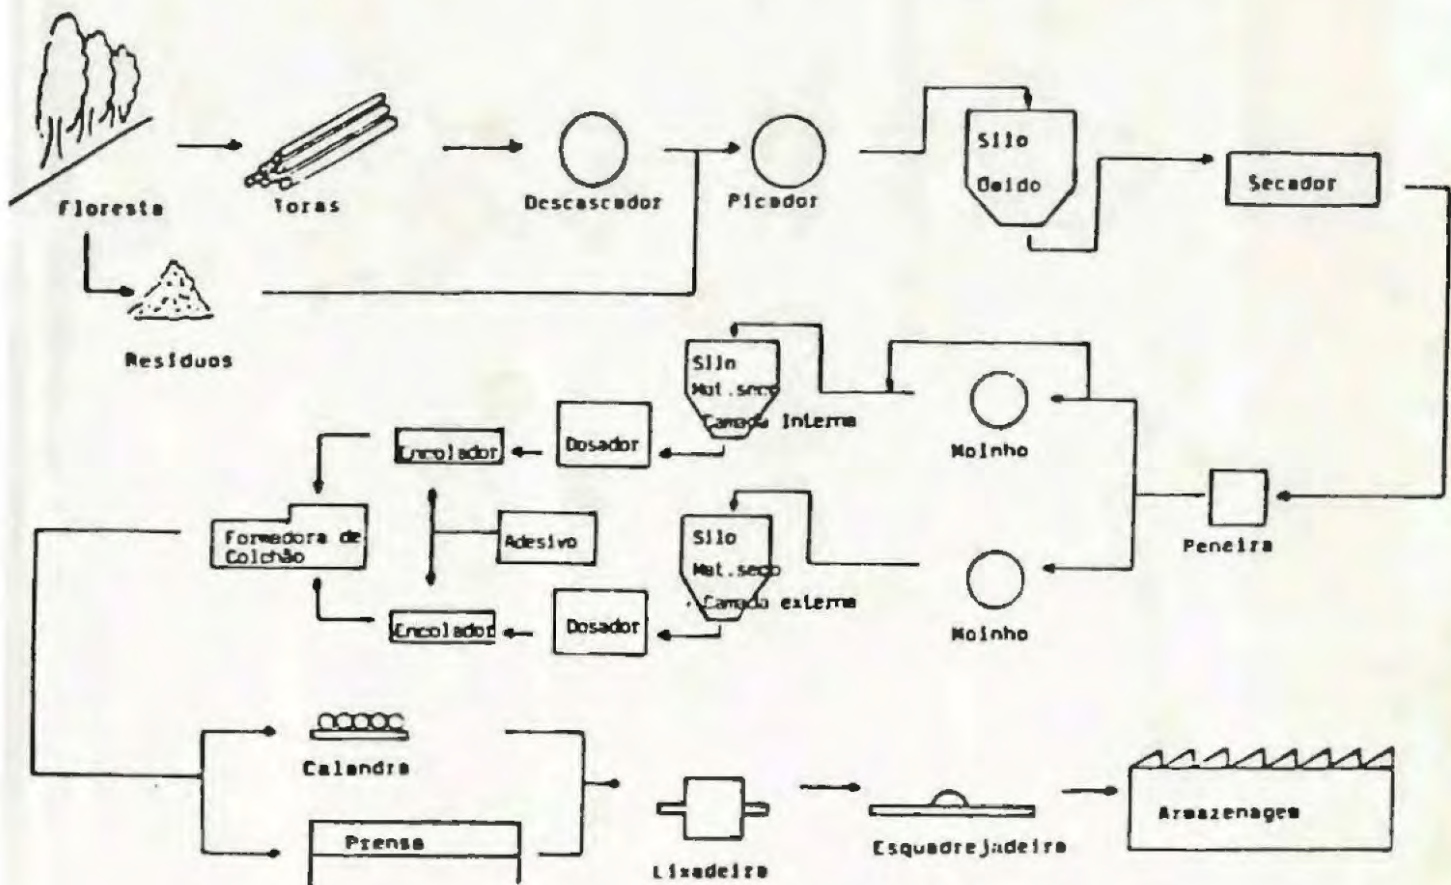 Floresta
Toras
Descascador
Picador
Silo
Úmido
Secador
Resíduos
Silo
Mat.seco
Camada Interna
Moinho
Dosador
Encolador
Peneira
Formadora de
Colchão
Adesivo
Silo
Mat.seco
Camada externa
Moinho
Dosador
Encolador
Calandra
Prensa
Lixadeira
Esquadrejadeira
Armazenagem